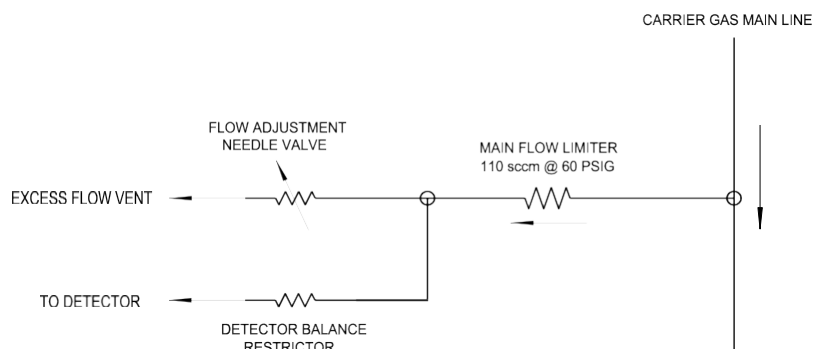 CARRIER GAS MAIN LINE
FLOW ADJUSTMENT
NEEDLE VALVE
MAIN FLOW LIMITER
110 sccm @ 60 PSIG
EXCESS FLOW VENT
TO DETECTOR
DETECTOR BALANCE
RESTRICTOR